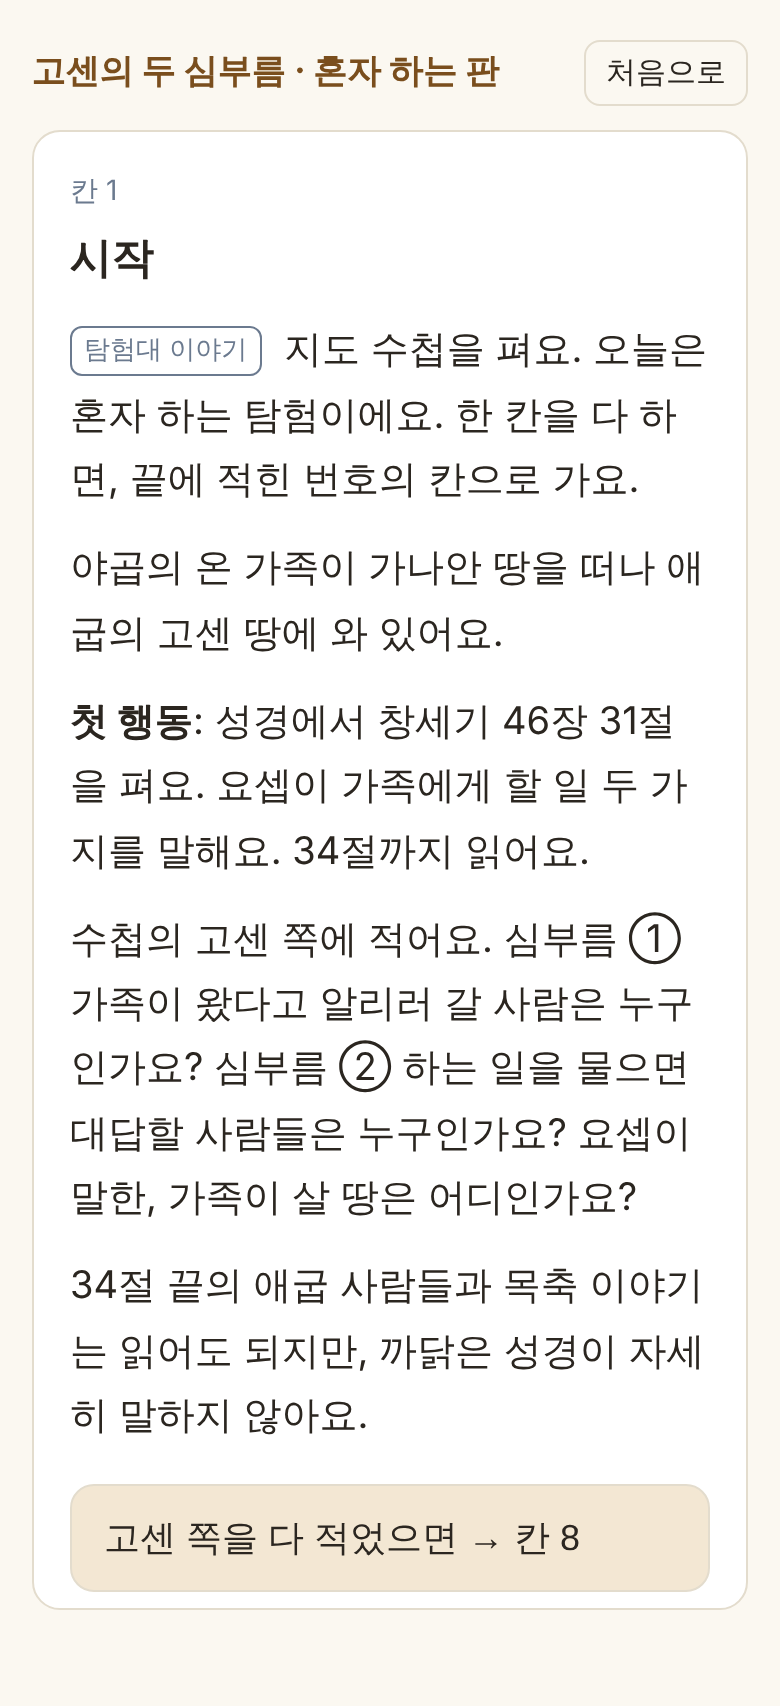 고센의 두 심부름 · 혼자 하는 판
처음으로
칸 1
시작
탐험대 이야기 지도 수첩을 펴요. 오늘은
혼자 하는 탐험이에요. 한 칸을 다 하
면, 끝에 적힌 번호의 칸으로 가요.
야곱의 온 가족이 가나안 땅을 떠나 애
굽의 고센 땅에 와 있어요.
첫 행동: 성경에서 창세기 46장 31절
을 펴요. 요셉이 가족에게 할 일 두 가
지를 말해요. 34절까지 읽어요.
수첩의 고센 쪽에 적어요. 심부름 ①
가족이 왔다고 알리러 갈 사람은 누구
인가요? 심부름 ② 하는 일을 물으면
대답할 사람들은 누구인가요? 요셉이
말한, 가족이 살 땅은 어디인가요?
34절 끝의 애굽 사람들과 목축 이야기
는 읽어도 되지만, 까닭은 성경이 자세
히 말하지 않아요.
고센 쪽을 다 적었으면 → 칸 8